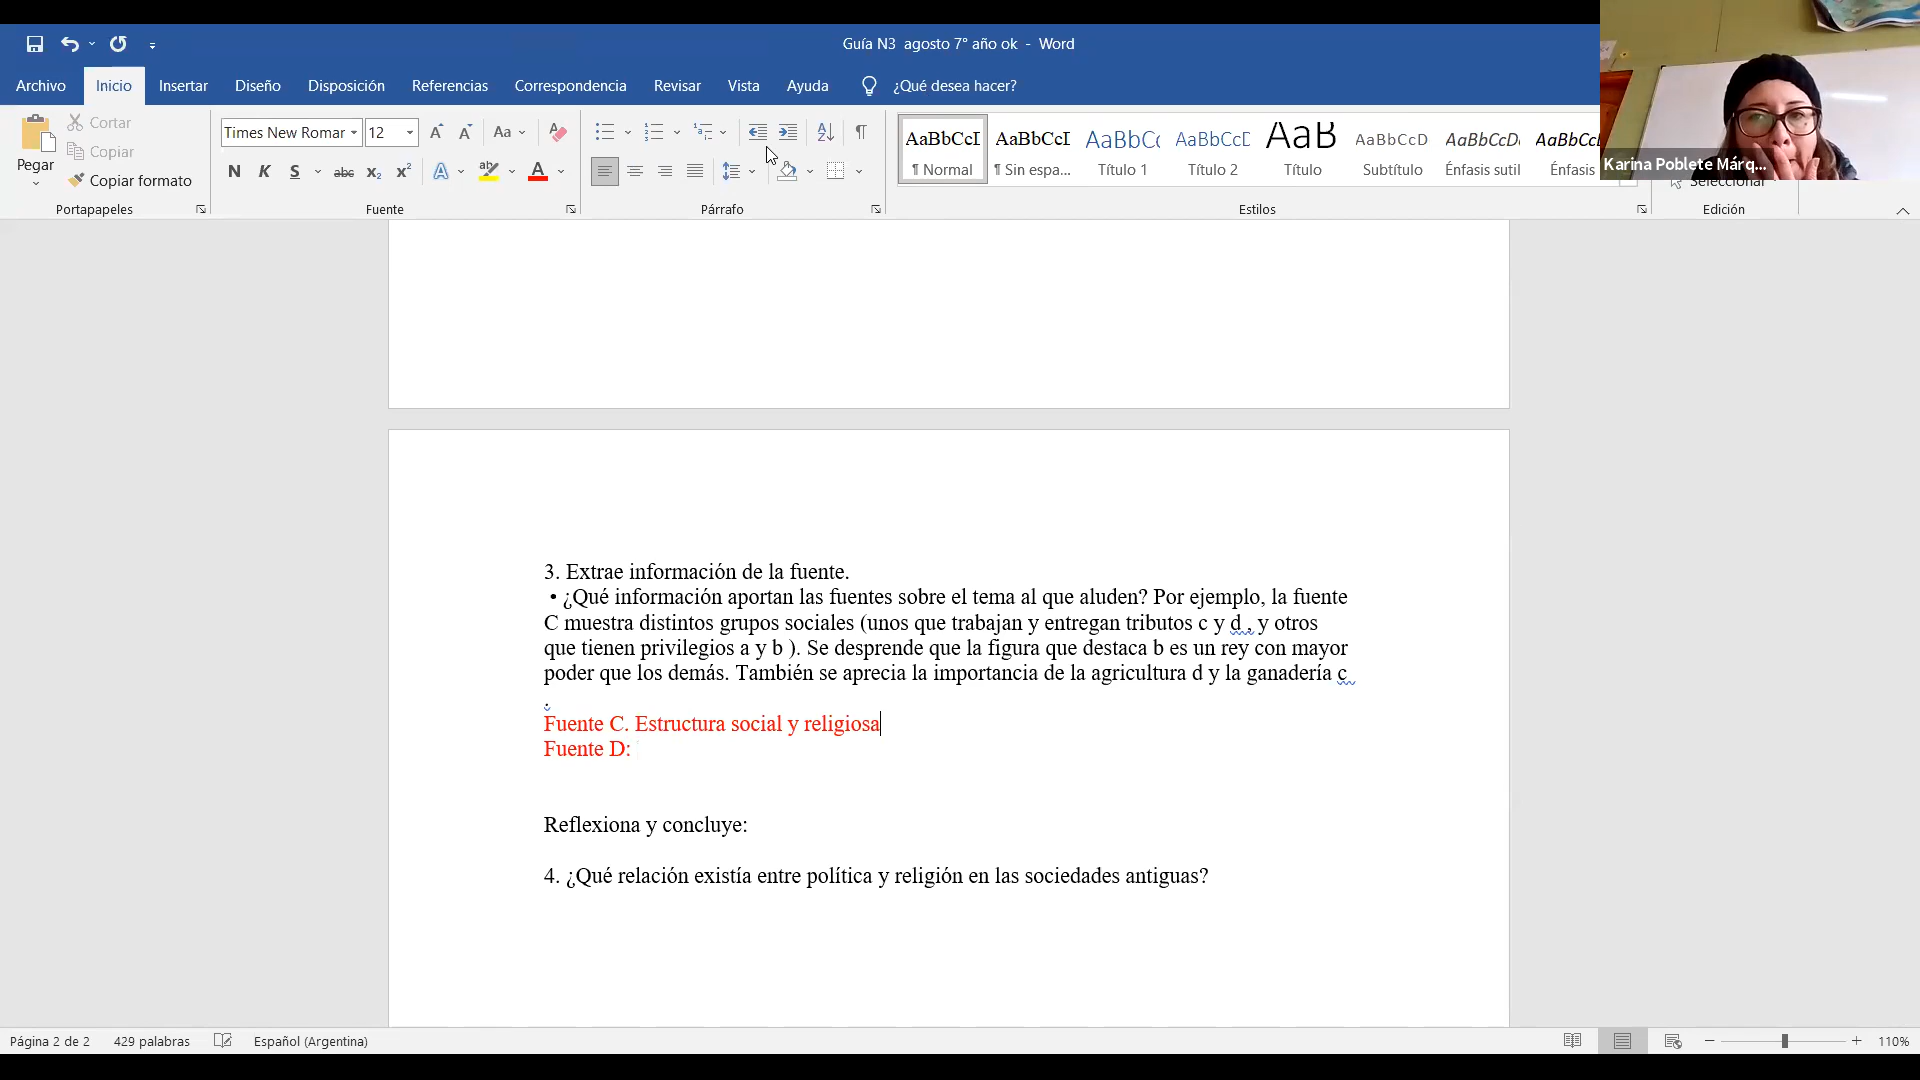 Guía N3  agosto 7° año ok  -  Word
Archivo Inicio Insertar Diseño Disposición Referencias Correspondencia Revisar Vista Ayuda ¿Qué desea hacer?
Pegar
Cortar
Copiar
Copiar formato
Portapapeles
Times New Romar 12 Aa
N K S abc x₂ x² A ab A
Fuente
Párrafo
AaBbCcI AaBbCcI AaBbCc AaBbCcD AaB AaBbCcD AaBbCcD AaBbCc
¶ Normal ¶ Sin espa... Título 1 Título 2 Título Subtítulo Énfasis sutil Énfasis
Estilos
Karina Poblete Márq...
Seleccionar
Edición
3. Extrae información de la fuente.
• ¿Qué información aportan las fuentes sobre el tema al que aluden? Por ejemplo, la fuente
C muestra distintos grupos sociales (unos que trabajan y entregan tributos c y d , y otros
que tienen privilegios a y b ). Se desprende que la figura que destaca b es un rey con mayor
poder que los demás. También se aprecia la importancia de la agricultura d y la ganadería c
.
Fuente C. Estructura social y religiosa
Fuente D:
Reflexiona y concluye:
4. ¿Qué relación existía entre política y religión en las sociedades antiguas?
Página 2 de 2 429 palabras Español (Argentina) 110%